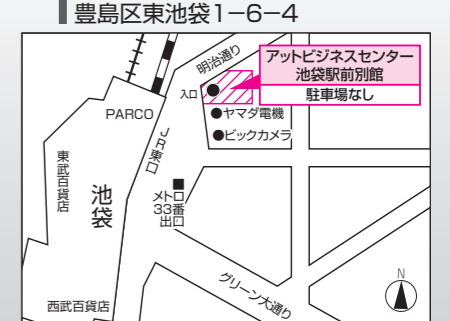 豊島区東池袋1−6−4
明治通り
アットビジネスセンター
池袋駅前別館
駐車場なし
入口
PARCO
●ヤマダ電機
●ビックカメラ
JR東口
東武百貨店
池袋
メトロ
33番
出口
グリーン大通り
西武百貨店
N